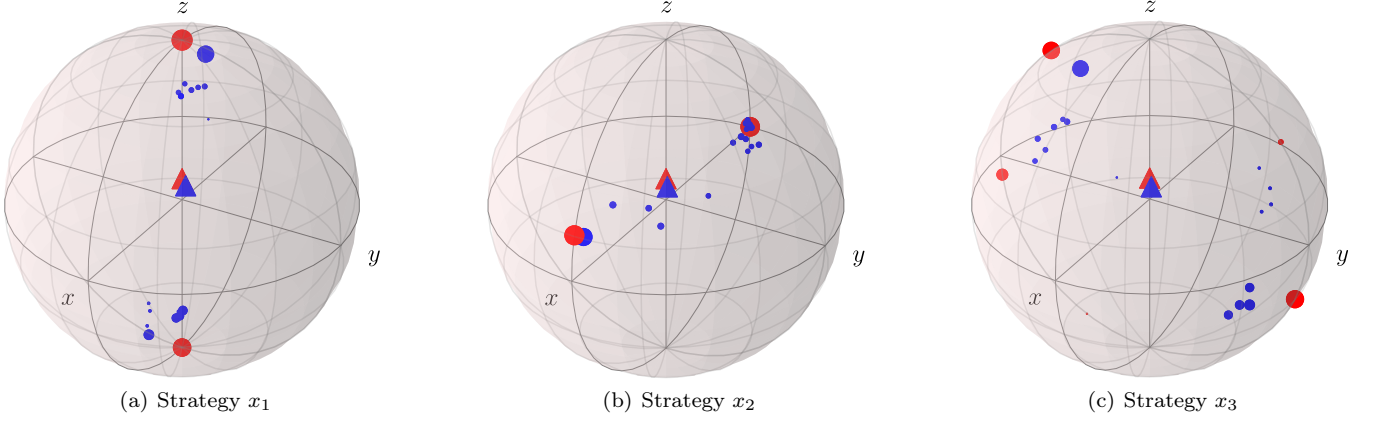 z z z
y y y
x x x
(a) Strategy x₁ (b) Strategy x₂ (c) Strategy x₃